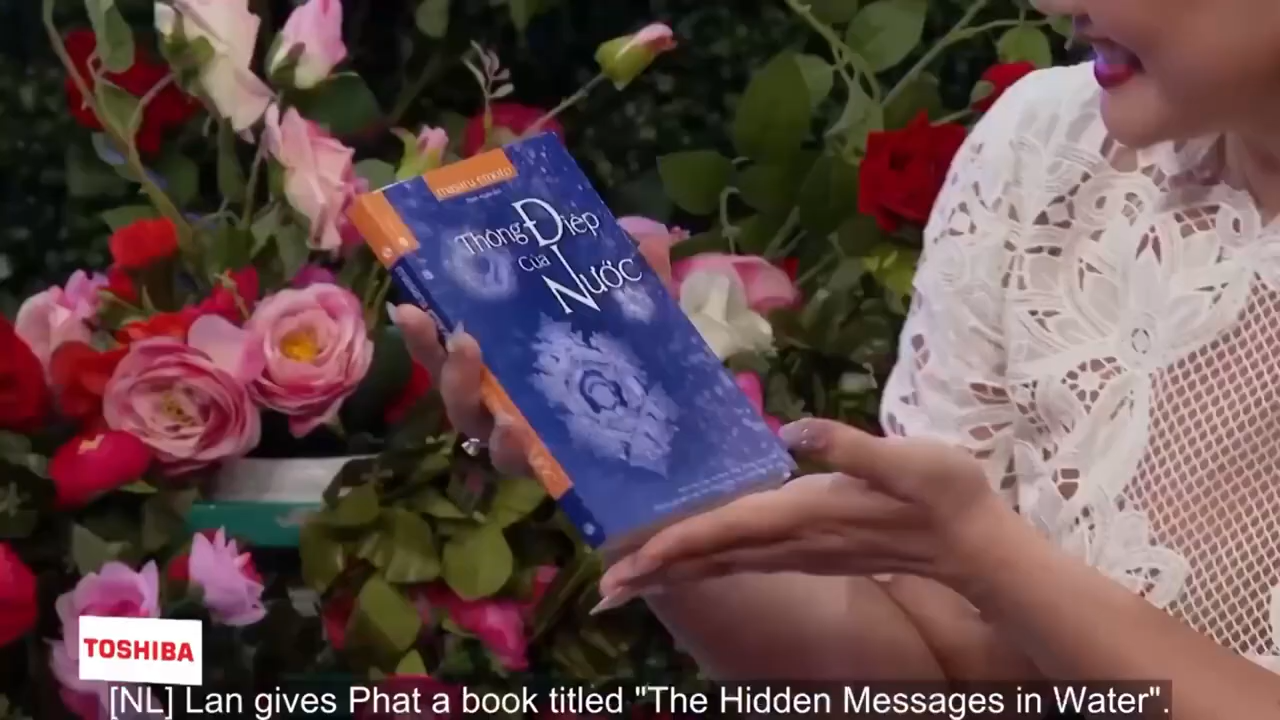 masaru emoto
Thông Điệp
Của
Nước
TOSHIBA
[NL] Lan gives Phat a book titled "The Hidden Messages in Water".